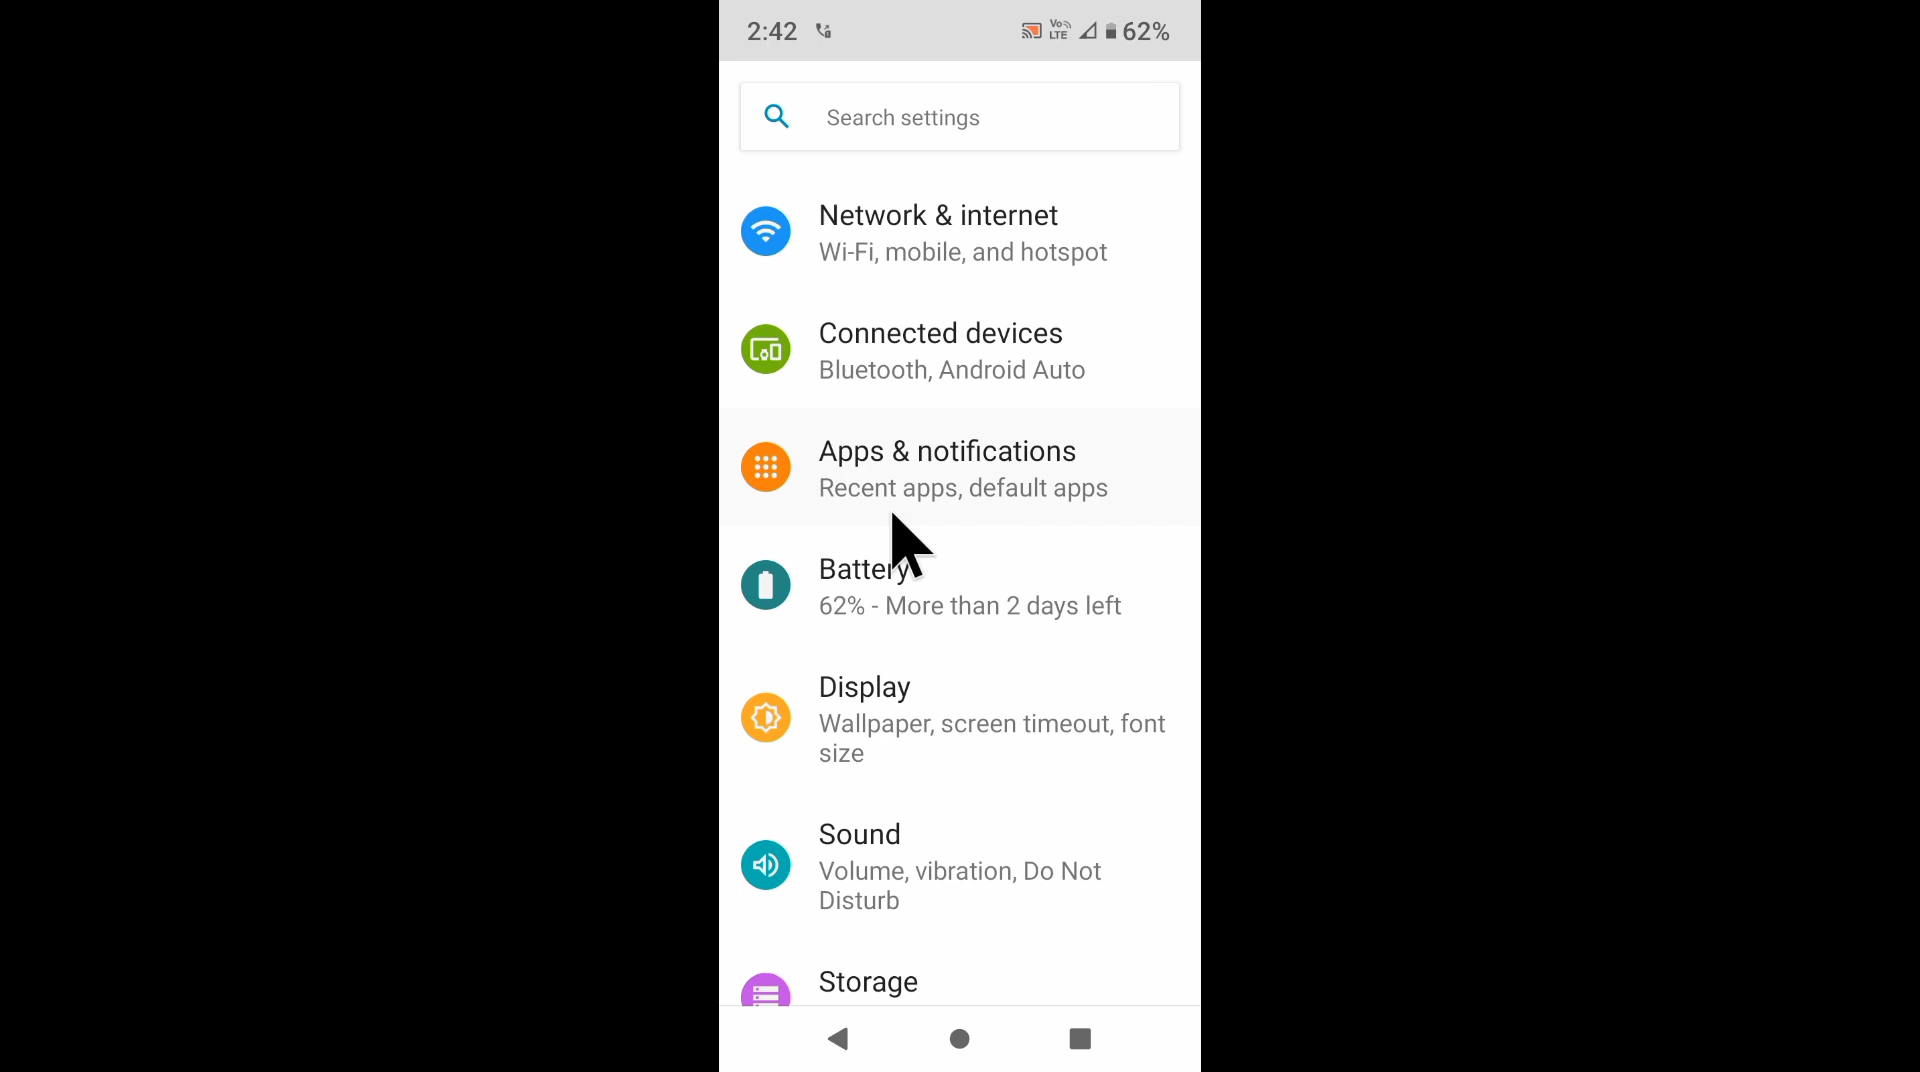 2:42 Vo LTE 62%
Search settings
Network & internet
Wi-Fi, mobile, and hotspot
Connected devices
Bluetooth, Android Auto
Apps & notifications
Recent apps, default apps
Battery
62% - More than 2 days left
Display
Wallpaper, screen timeout, font
size
Sound
Volume, vibration, Do Not
Disturb
Storage